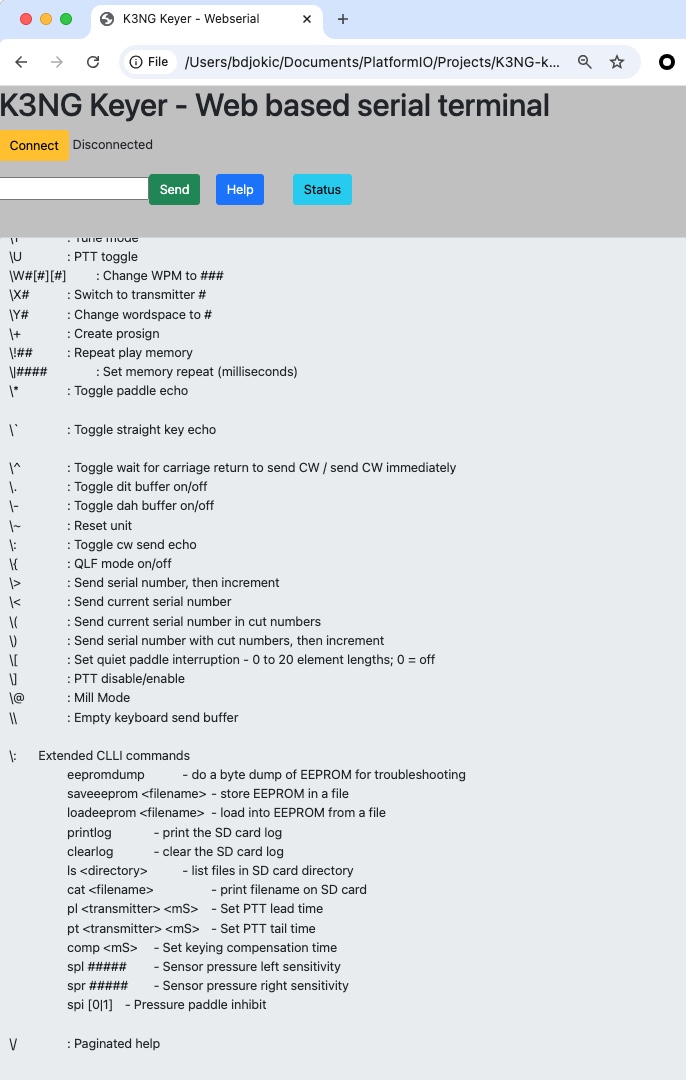 K3NG Keyer - Webserial
File
/Users/bdjokic/Documents/PlatformIO/Projects/K3NG-k...
K3NG Keyer - Web based serial terminal
Connect Disconnected
Send Help Status
\T : Tune mode
\U : PTT toggle
\W#[#][#] : Change WPM to ###
\X# : Switch to transmitter #
\Y# : Change wordspace to #
\+ : Create prosign
\!## : Repeat play memory
\|#### : Set memory repeat (milliseconds)
\* : Toggle paddle echo
\` : Toggle straight key echo
\^ : Toggle wait for carriage return to send CW / send CW immediately
\. : Toggle dit buffer on/off
\- : Toggle dah buffer on/off
\~ : Reset unit
\: : Toggle cw send echo
\{ : QLF mode on/off
\> : Send serial number, then increment
\< : Send current serial number
\( : Send current serial number in cut numbers
\) : Send serial number with cut numbers, then increment
\[ : Set quiet paddle interruption - 0 to 20 element lengths; 0 = off
\] : PTT disable/enable
\@ : Mill Mode
\\ : Empty keyboard send buffer
\: Extended CLLI commands
eepromdump - do a byte dump of EEPROM for troubleshooting
saveeeprom <filename> - store EEPROM in a file
loadeeprom <filename> - load into EEPROM from a file
printlog - print the SD card log
clearlog - clear the SD card log
ls <directory> - list files in SD card directory
cat <filename> - print filename on SD card
pl <transmitter> <mS> - Set PTT lead time
pt <transmitter> <mS> - Set PTT tail time
comp <mS> - Set keying compensation time
spl ##### - Sensor pressure left sensitivity
spr ##### - Sensor pressure right sensitivity
spi [0|1] - Pressure paddle inhibit
\/ : Paginated help